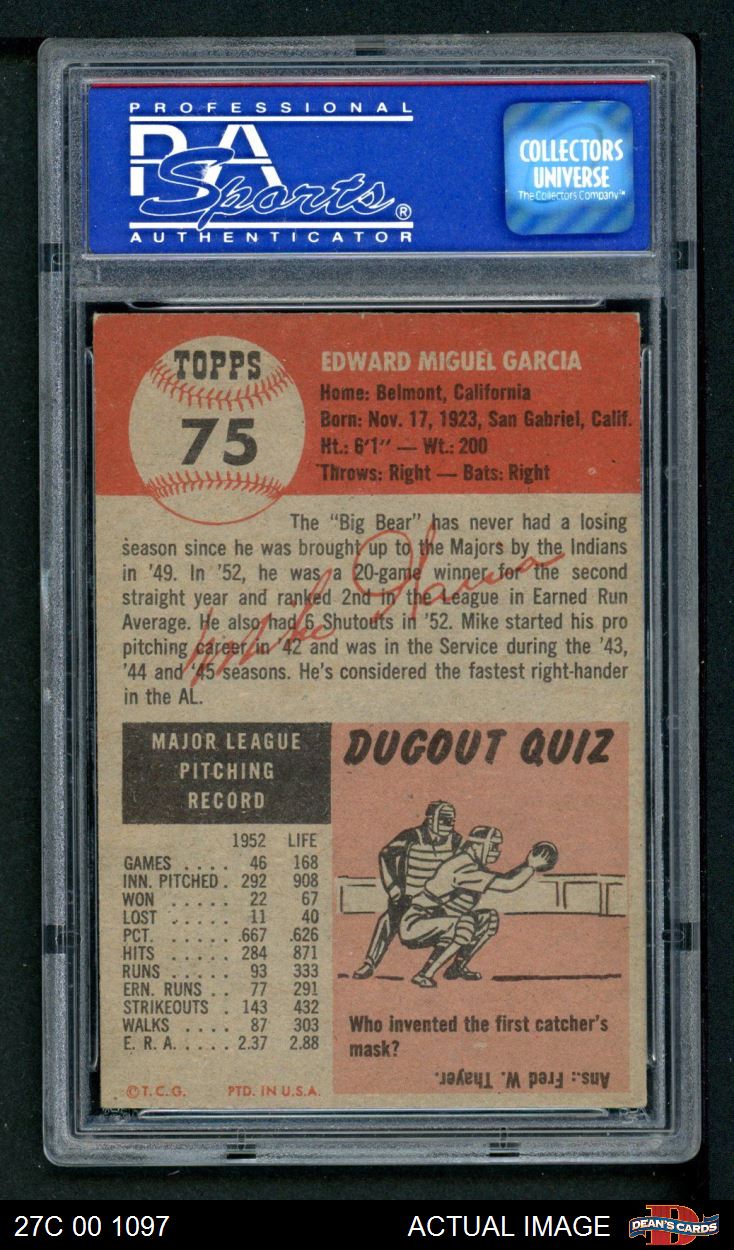 PROFESSIONAL
PSA
Sports®
AUTHENTICATOR
COLLECTORS
UNIVERSE
The Collectors Company™
TOPPS
75
EDWARD MIGUEL GARCIA
Home: Belmont, California
Born: Nov. 17, 1923, San Gabriel, Calif.
Ht.: 6'1" — Wt.: 200
Throws: Right — Bats: Right
The "Big Bear" has never had a losing
season since he was brought up to the Majors by the Indians
in '49. In '52, he was a 20-game winner for the second
straight year and ranked 2nd in the League in Earned Run
Average. He also had 6 Shutouts in '52. Mike started his pro
pitching career in '42 and was in the Service during the '43,
'44 and '45 seasons. He's considered the fastest right-hander
in the AL.
Mike Garcia
MAJOR LEAGUE
PITCHING
RECORD
1952 LIFE
GAMES .... 46 168
INN. PITCHED . 292 908
WON ..... 22 67
LOST ..... 11 40
PCT. ...... .667 .626
HITS ..... 284 871
RUNS .... 93 333
ERN. RUNS .. 77 291
STRIKEOUTS . 143 432
WALKS .... 87 303
E. R. A. .... 2.37 2.88
©T.C.G. PTD. IN U.S.A.
DUGOUT QUIZ
Who invented the first catcher's
mask?
Ans.: Fred W. Thayer.
27C 00 1097
ACTUAL IMAGE
D
DEAN'S CARDS